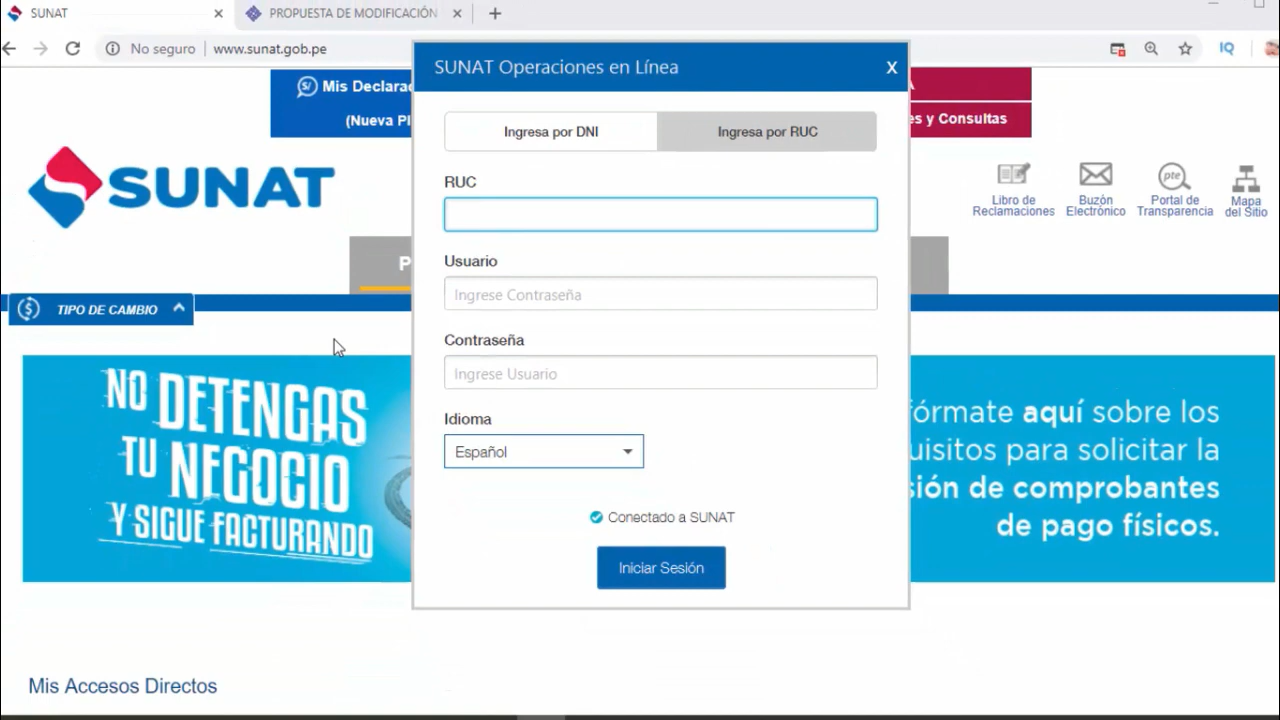 SUNAT
PROPUESTA DE MODIFICACIÓN
No seguro
www.sunat.gob.pe
IQ
Mis Declara
(Nueva Pl
SUNAT Operaciones en Línea
X
A
es y Consultas
Ingresa por DNI
Ingresa por RUC
SUNAT
Libro de
Reclamaciones
Buzón
Electrónico
pte
Portal de
Transparencia
Mapa
del Sitio
RUC
P
Usuario
Ingrese Contraseña
S/
$
TIPO DE CAMBIO
Contraseña
Ingrese Usuario
NO DETENGAS
TU NEGOCIO
Y SIGUE FACTURANDO
fórmate aquí sobre los
uisitos para solicitar la
sión de comprobantes
de pago físicos.
Idioma
Español
Conectado a SUNAT
Iniciar Sesión
Mis Accesos Directos